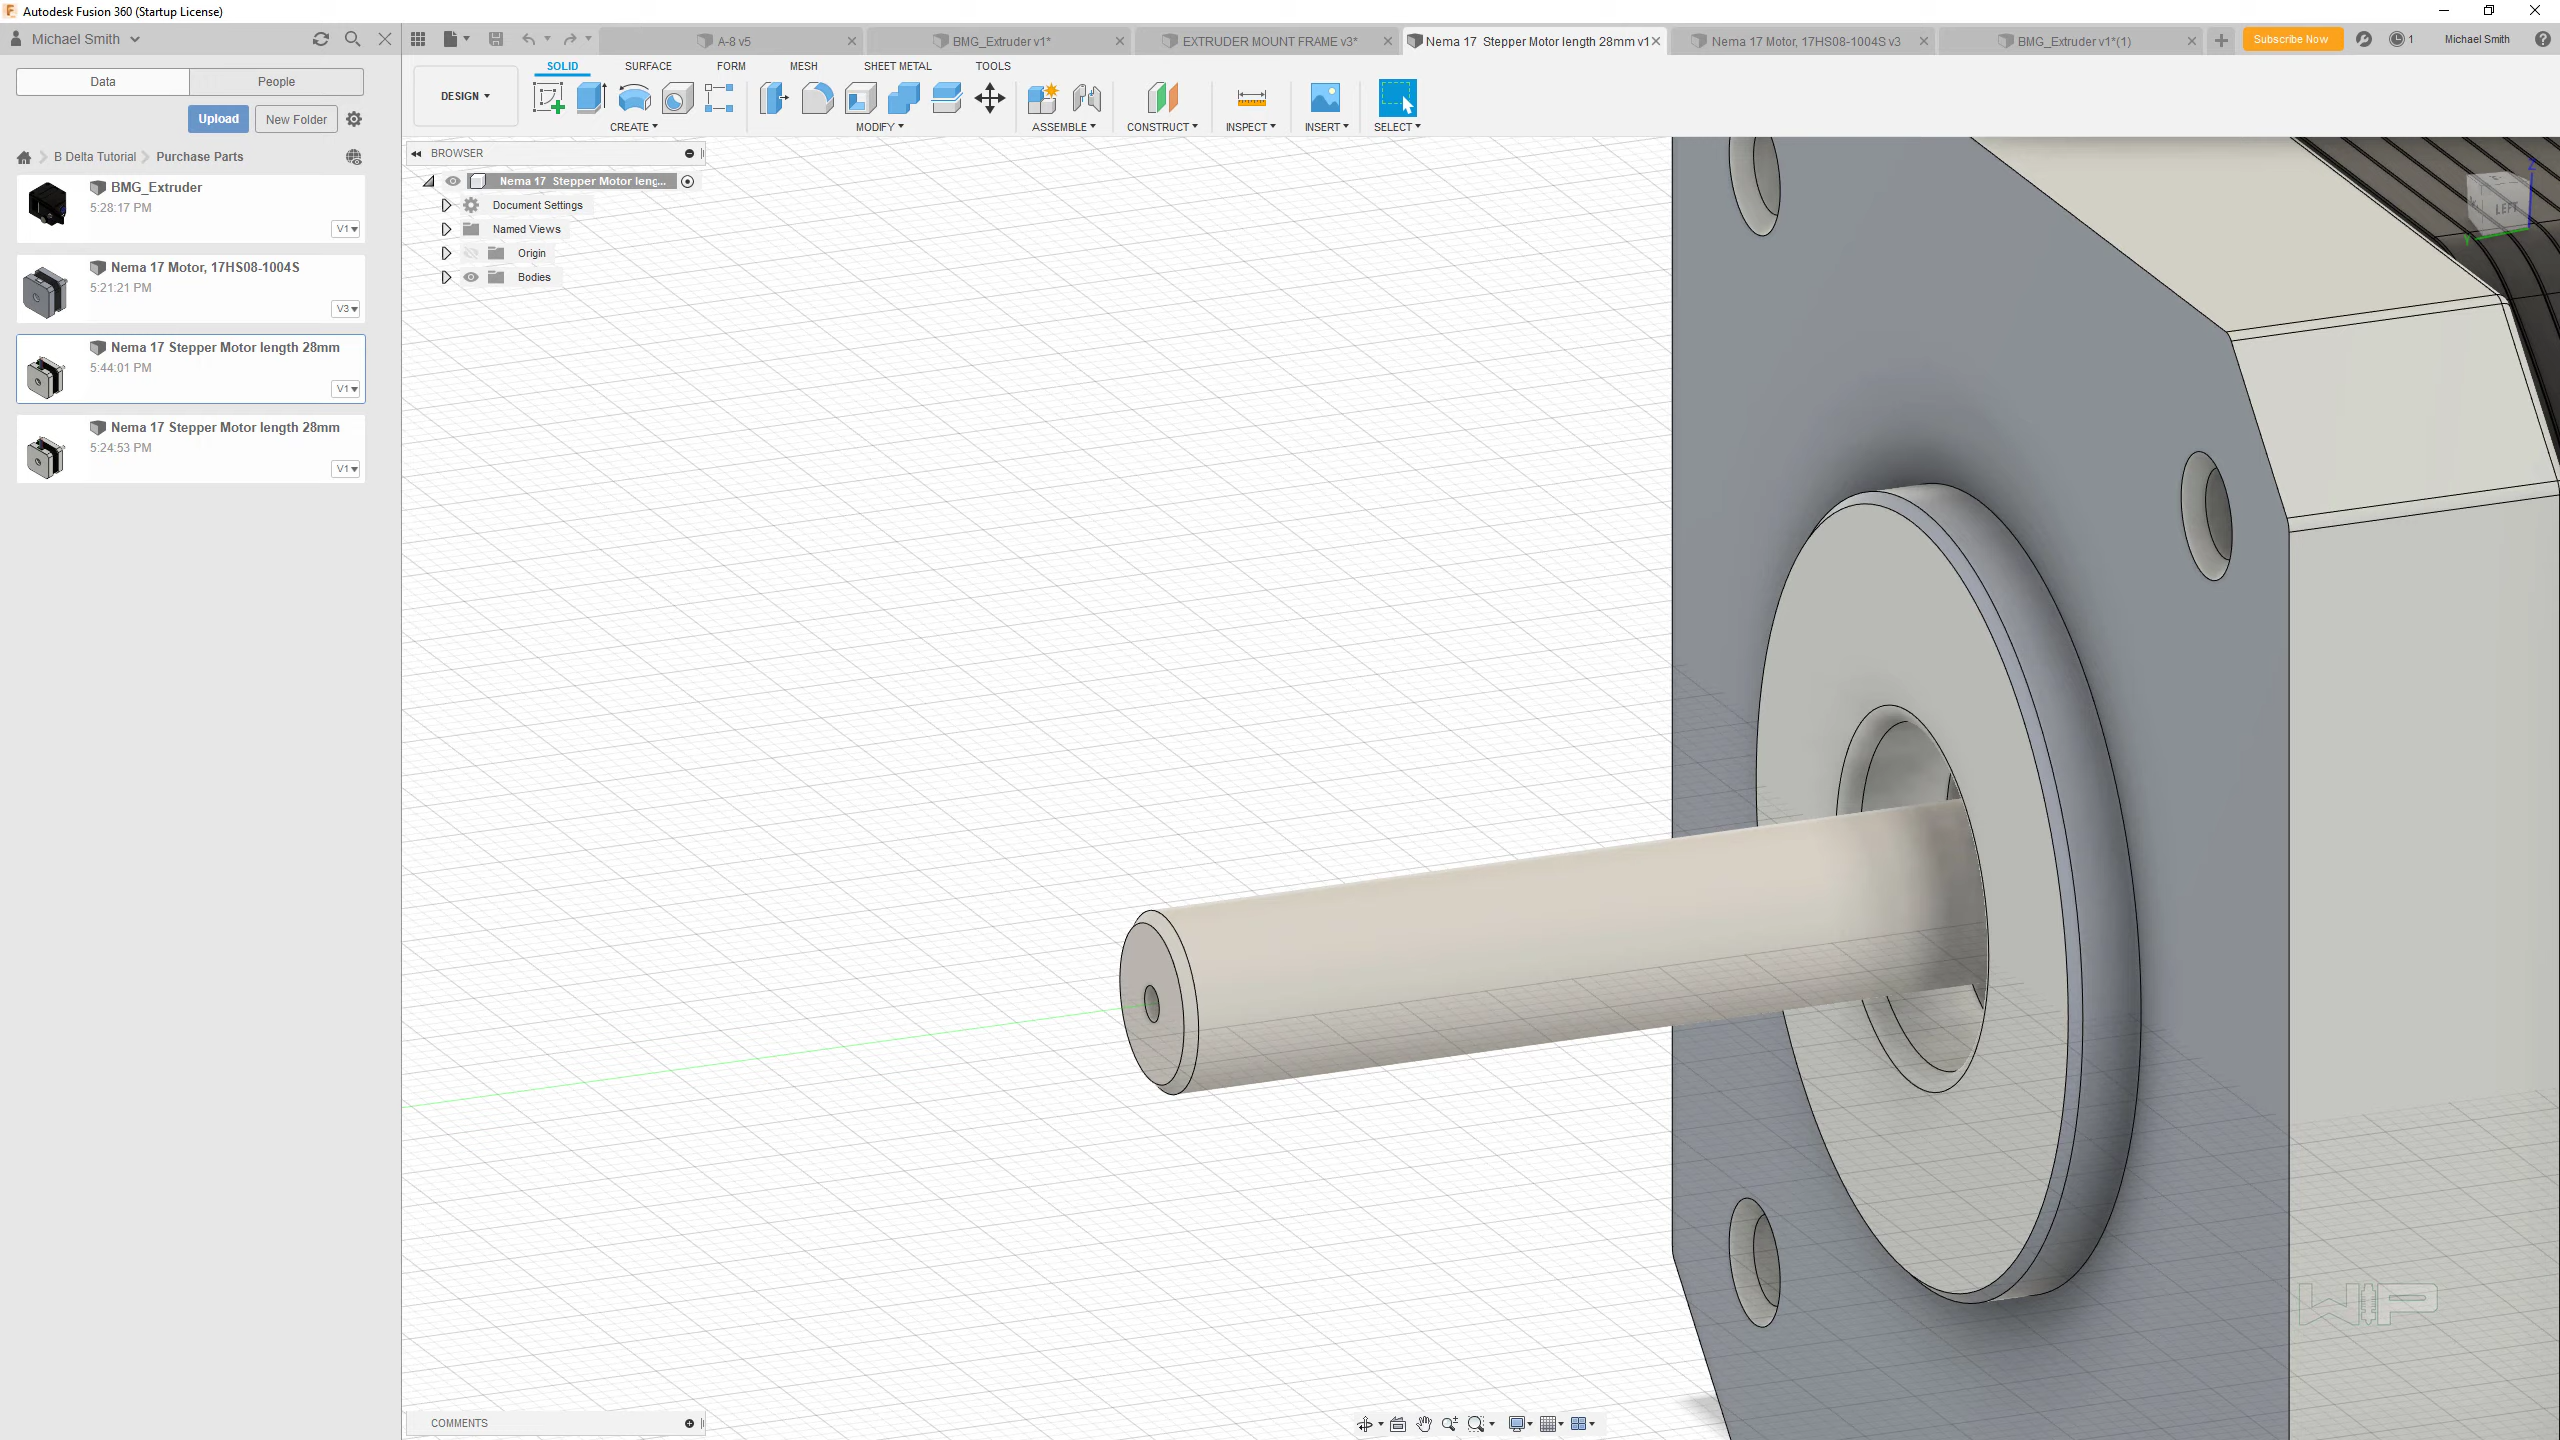 Autodesk Fusion 360 (Startup License)
Michael Smith
A-8 v5
BMG_Extruder v1*
EXTRUDER MOUNT FRAME v3*
Nema 17  Stepper Motor length 28mm v1
Nema 17 Motor, 17HS08-1004S v3
BMG_Extruder v1*(1)
Subscribe Now
1
Michael Smith
Data
People
Upload
New Folder
B Delta Tutorial
Purchase Parts
BMG_Extruder
5:28:17 PM
V1
Nema 17 Motor, 17HS08-1004S
5:21:21 PM
V3
Nema 17 Stepper Motor length 28mm
5:44:01 PM
V1
Nema 17 Stepper Motor length 28mm
5:24:53 PM
V1
DESIGN
SOLID
SURFACE
FORM
MESH
SHEET METAL
TOOLS
CREATE
MODIFY
ASSEMBLE
CONSTRUCT
INSPECT
INSERT
SELECT
BROWSER
Nema 17  Stepper Motor leng...
Document Settings
Named Views
Origin
Bodies
Z
LEFT
Y
WIP
COMMENTS